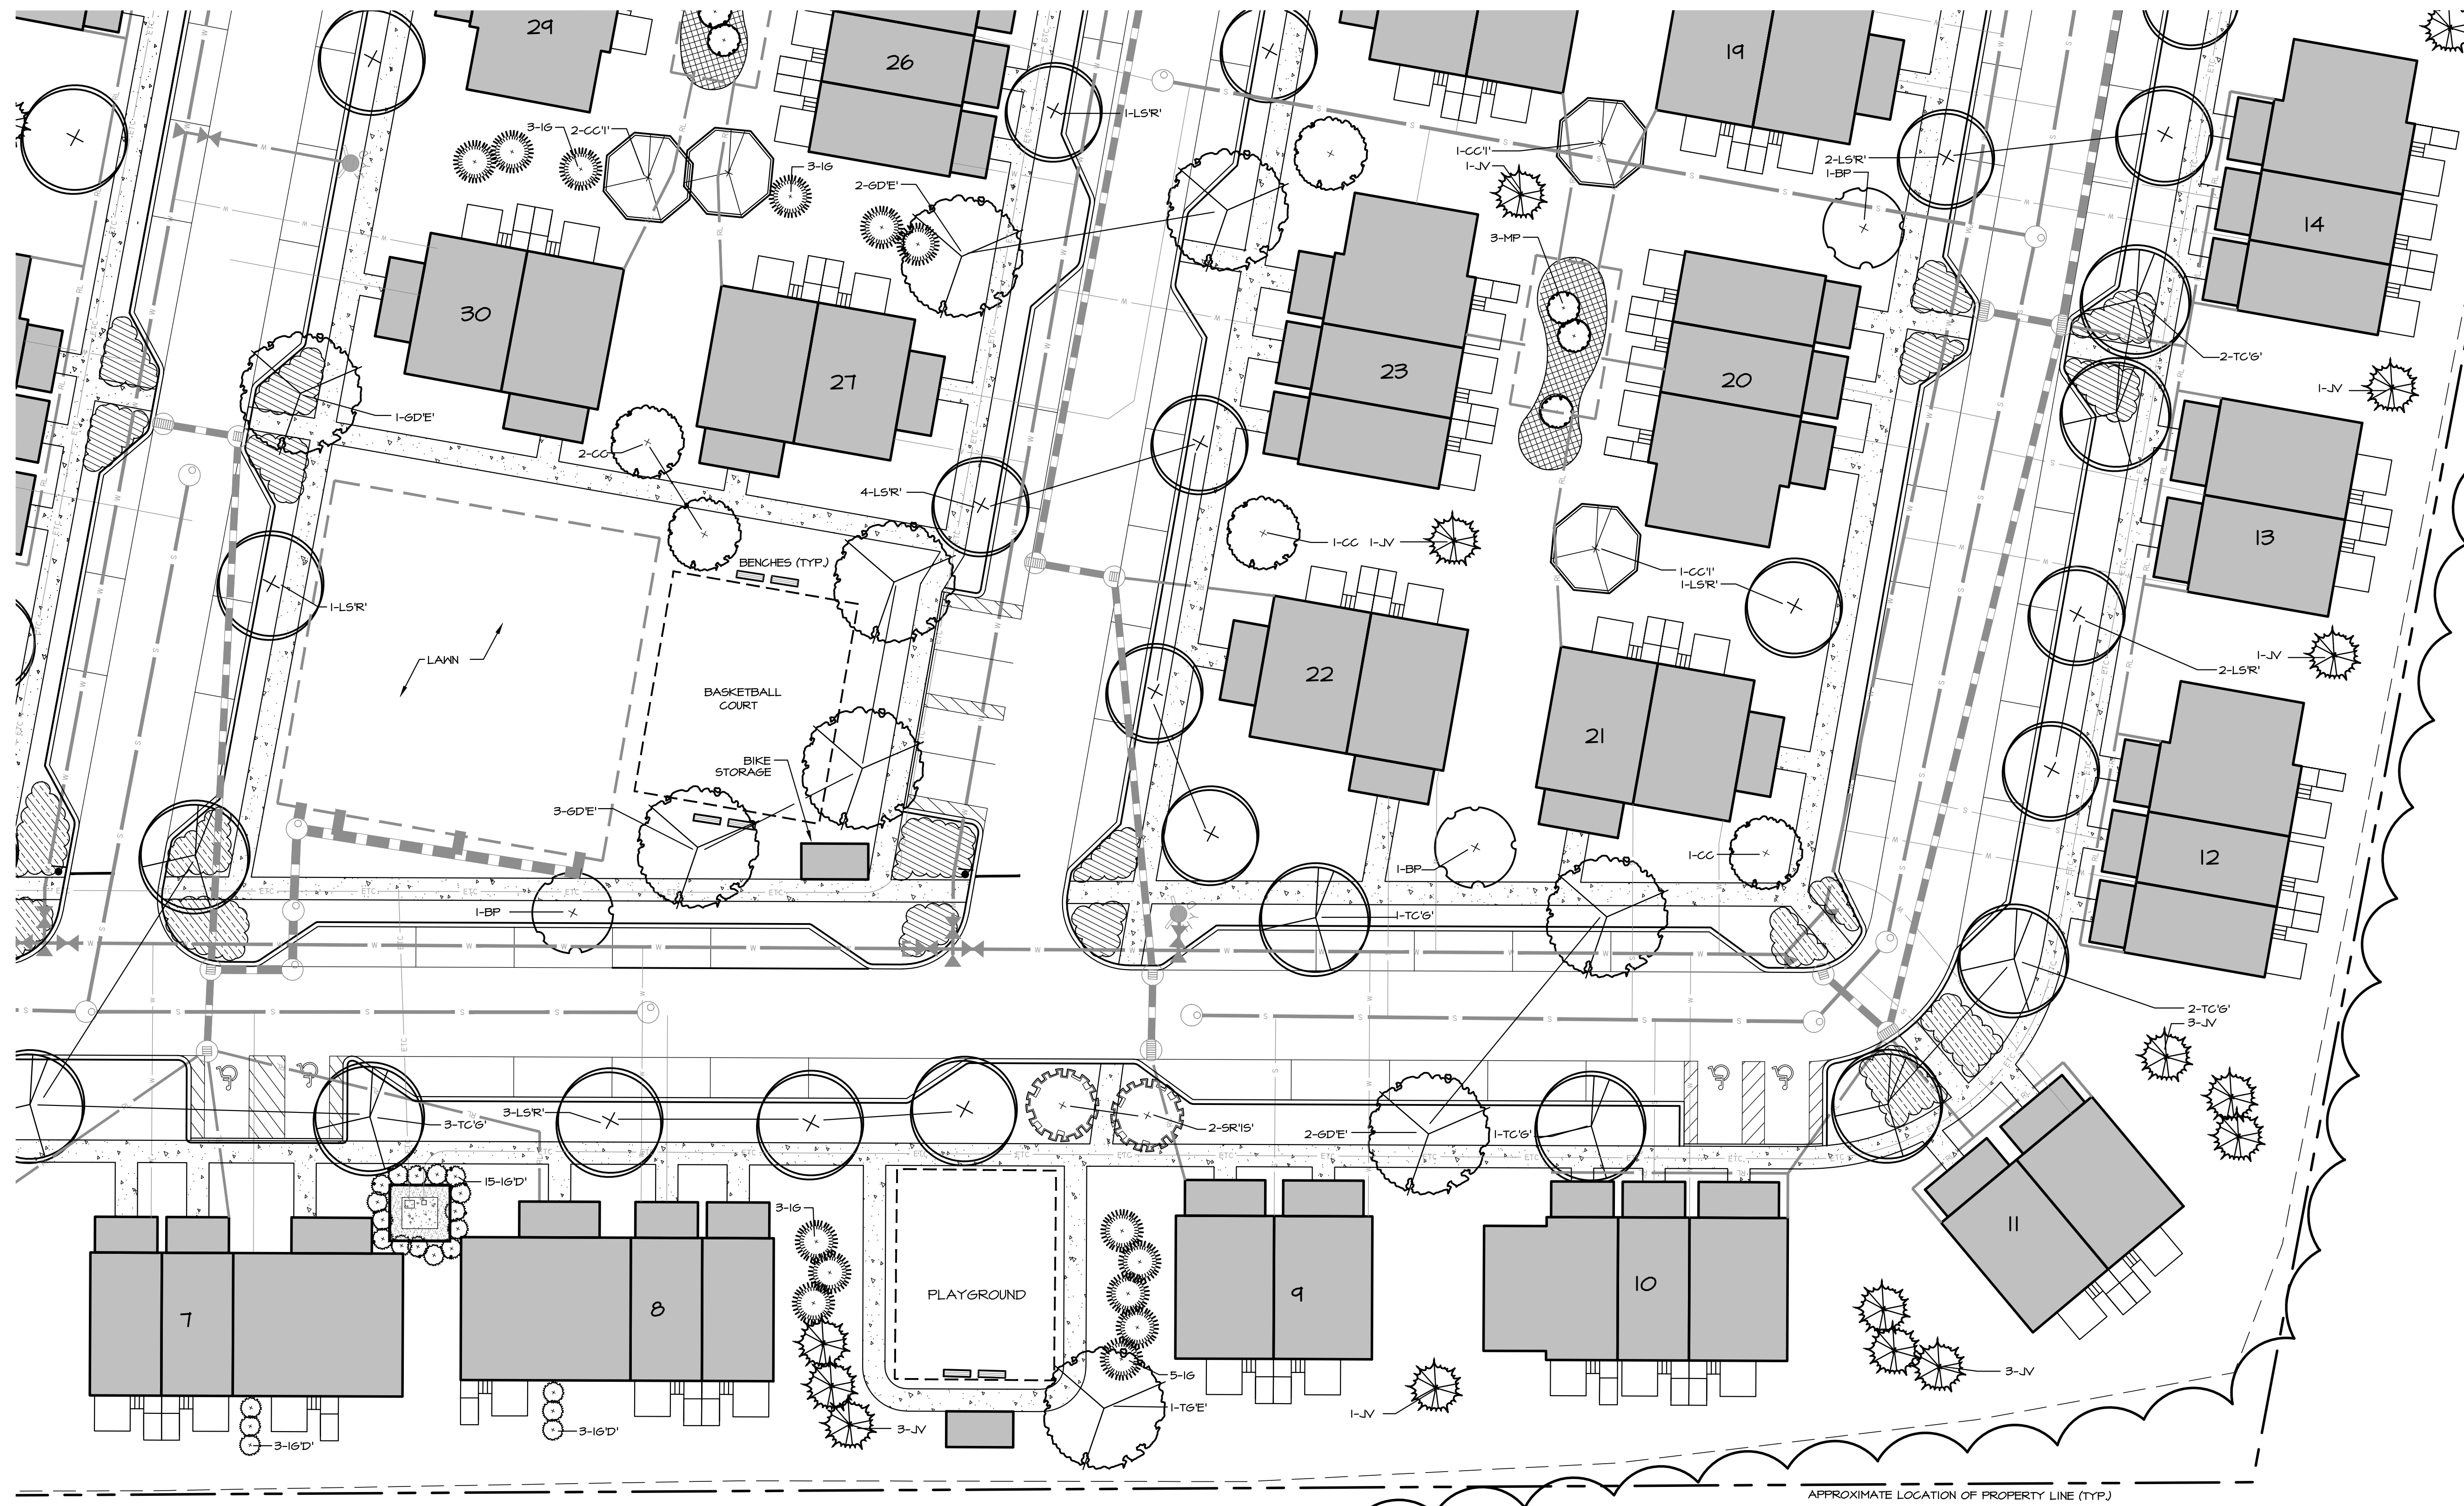 29
26
19
1-LS'R'
3-IG
2-CC'I'
3-IG
2-GD'E'
1-CC'I'
1-JV
2-LS'R'
1-BP
14
3-MP
30
27
23
20
2-TC'G'
1-JV
1-GD'E'
2-CC
4-LS'R'
13
1-CC
1-JV
1-CC'I'
1-LS'R'
BENCHES (TYP.)
1-LS'R'
LAWN
BASKETBALL
COURT
22
21
1-JV
2-LS'R'
BIKE
STORAGE
3-GD'E'
12
1-BP
1-CC
1-BP
1-TC'G'
2-TC'G'
3-JV
3-TC'G'
3-LS'R'
2-SR'IS'
2-GD'E'
1-TC'G'
15-IG'D'
3-IG
11
7
8
PLAYGROUND
9
10
5-IG
3-JV
1-TG'E'
1-JV
3-JV
3-IG'D'
3-IG'D'
APPROXIMATE LOCATION OF PROPERTY LINE (TYP.)